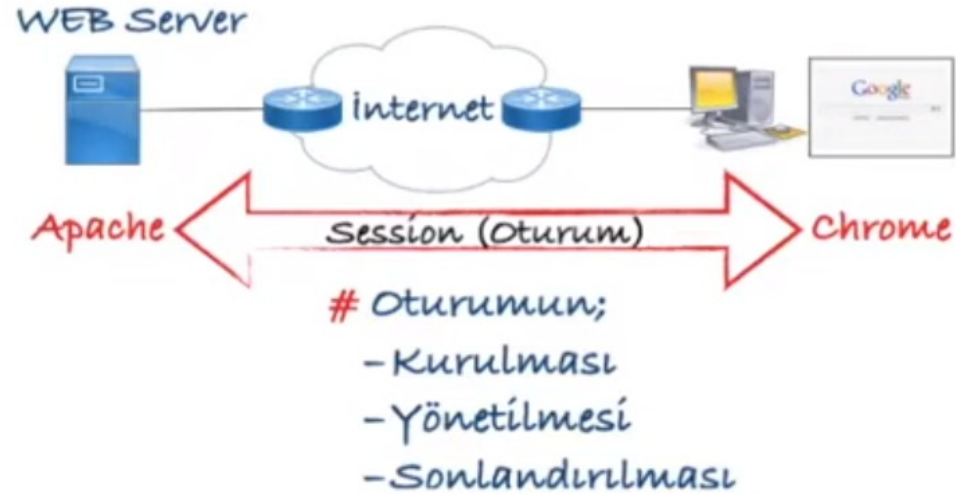 WEB Server
İnternet
Google
Apache
Session (Oturum)
Chrome
# Oturumun;
- Kurulması
- Yönetilmesi
- Sonlandırılması